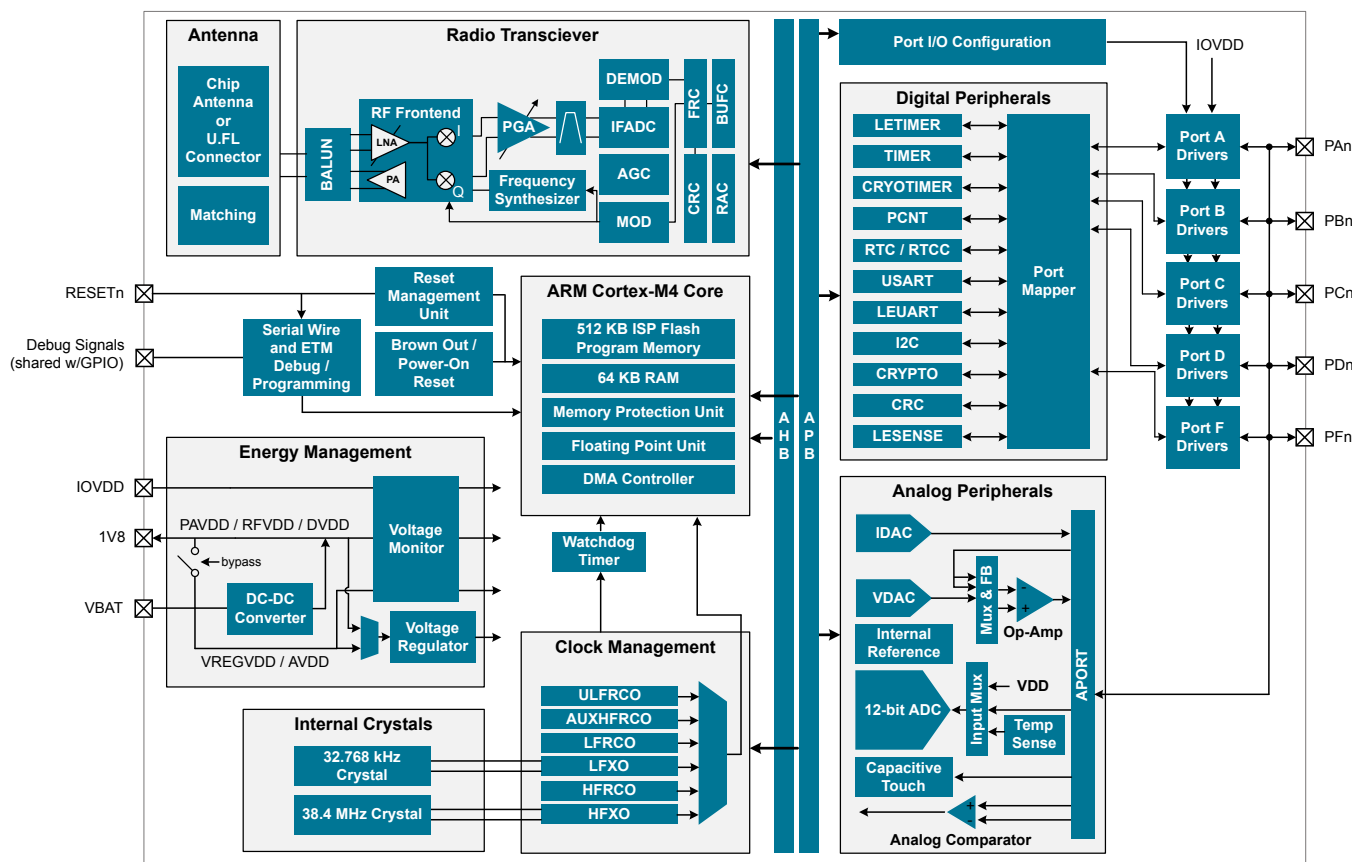 Antenna
Chip
Antenna
or
U.FL
Connector
Matching
Radio Transciever
BALUN
RF Frontend
LNA
PA
I
Q
PGA
Frequency
Synthesizer
DEMOD
IFADC
AGC
MOD
FRC
BUFC
CRC
RAC
RESETn
Debug Signals
(shared w/GPIO)
Reset
Management
Unit
Serial Wire
and ETM
Debug /
Programming
Brown Out /
Power-On
Reset
ARM Cortex-M4 Core
512 KB ISP Flash
Program Memory
64 KB RAM
Memory Protection Unit
Floating Point Unit
DMA Controller
Watchdog
Timer
Energy Management
IOVDD
1V8
VBAT
PAVDD / RFVDD / DVDD
bypass
DC-DC
Converter
VREGVDD / AVDD
Voltage
Monitor
Voltage
Regulator
Internal Crystals
32.768 kHz
Crystal
38.4 MHz Crystal
Clock Management
ULFRCO
AUXHFRCO
LFRCO
LFXO
HFRCO
HFXO
A
H
B
A
P
B
Port I/O Configuration
IOVDD
Digital Peripherals
LETIMER
TIMER
CRYOTIMER
PCNT
RTC / RTCC
USART
LEUART
I2C
CRYPTO
CRC
LESENSE
Port
Mapper
Port A
Drivers
Port B
Drivers
Port C
Drivers
Port D
Drivers
Port F
Drivers
PAn
PBn
PCn
PDn
PFn
Analog Peripherals
IDAC
VDAC
Mux & FB
-
+
Op-Amp
Internal
Reference
12-bit ADC
Input Mux
VDD
Temp
Sense
Capacitive
Touch
+
-
Analog Comparator
APORT